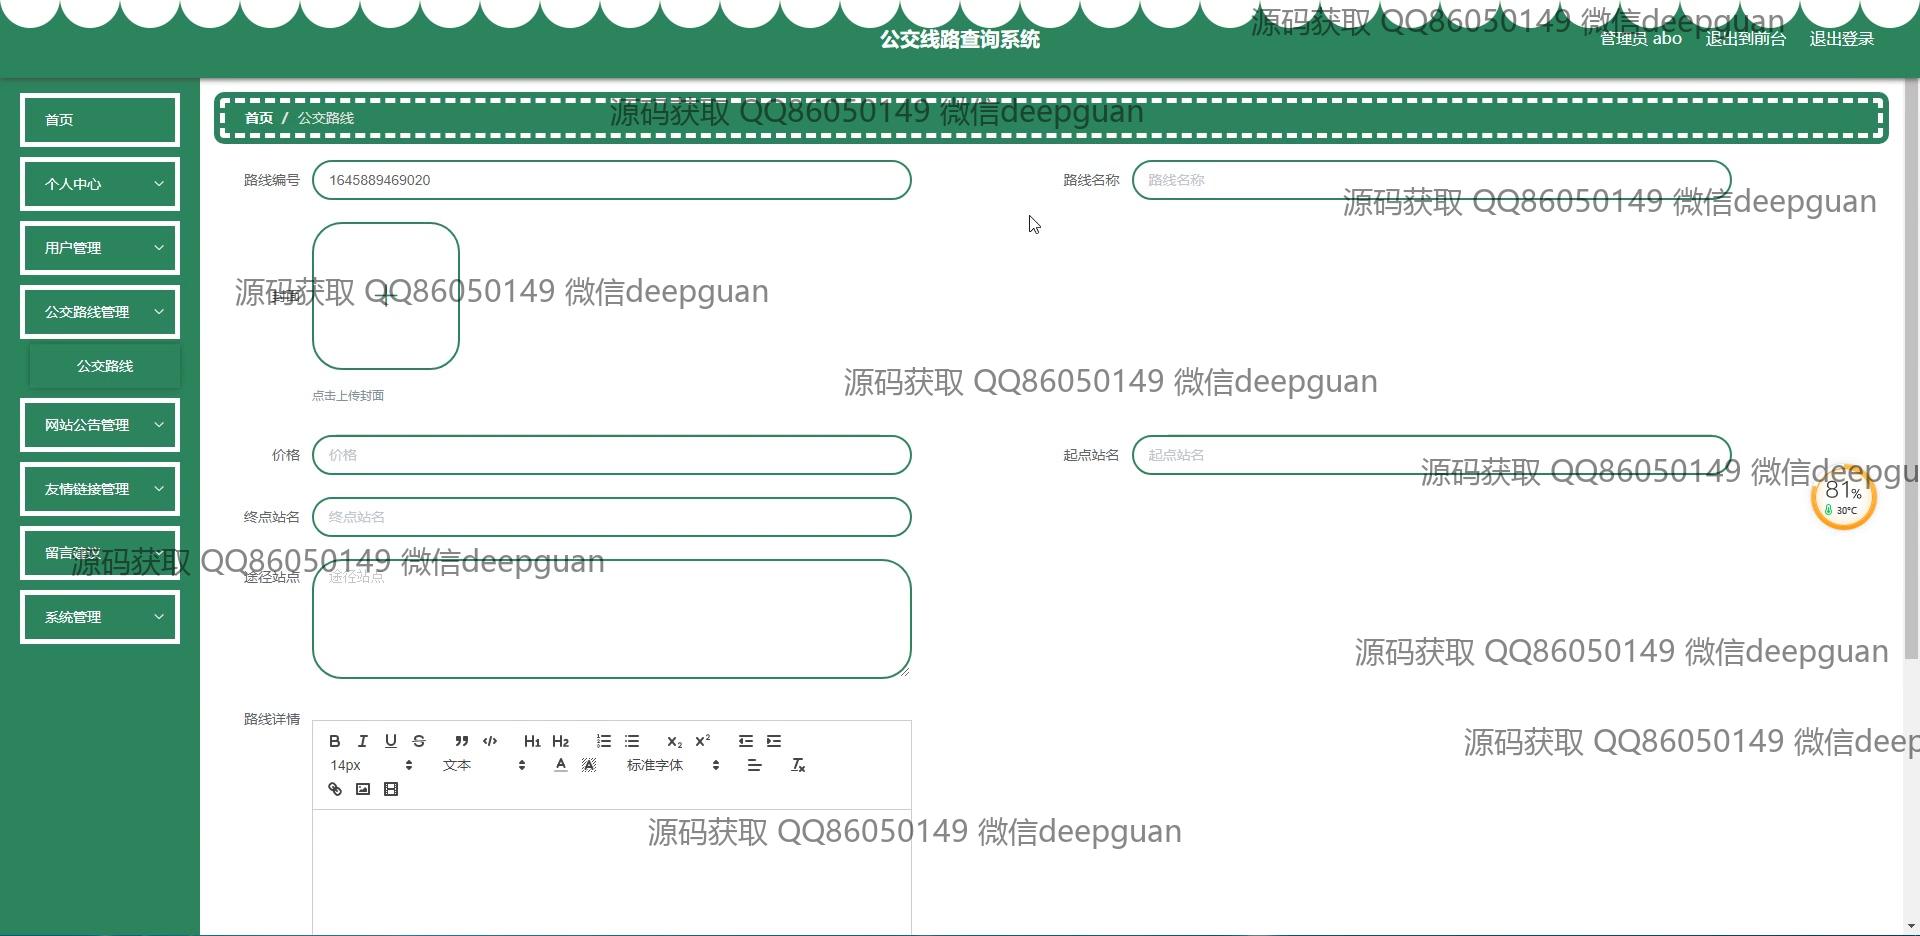 源码获取 QQ86050149 微信deepguan
公交线路查询系统
管理员 abo 退出到前台 退出登录
首页
个人中心
用户管理
公交路线管理
公交路线
网站公告管理
友情链接管理
留言建议
系统管理
首页 / 公交路线
源码获取 QQ86050149 微信deepguan
路线编号 1645889469020
路线名称 路线名称
源码获取 QQ86050149 微信deepguan
封面
源码获取 QQ86050149 微信deepguan
点击上传封面
源码获取 QQ86050149 微信deepguan
价格 价格
起点站名 起点站名
源码获取 QQ86050149 微信deepgu
81%
30°C
终点站名 终点站名
源码获取 QQ86050149 微信deepguan
途径站点 途径站点
源码获取 QQ86050149 微信deepguan
路线详情
B I U S H1 H2 X2 X2
14px 文本 A A 标准字体 Tx
源码获取 QQ86050149 微信deep
源码获取 QQ86050149 微信deepguan